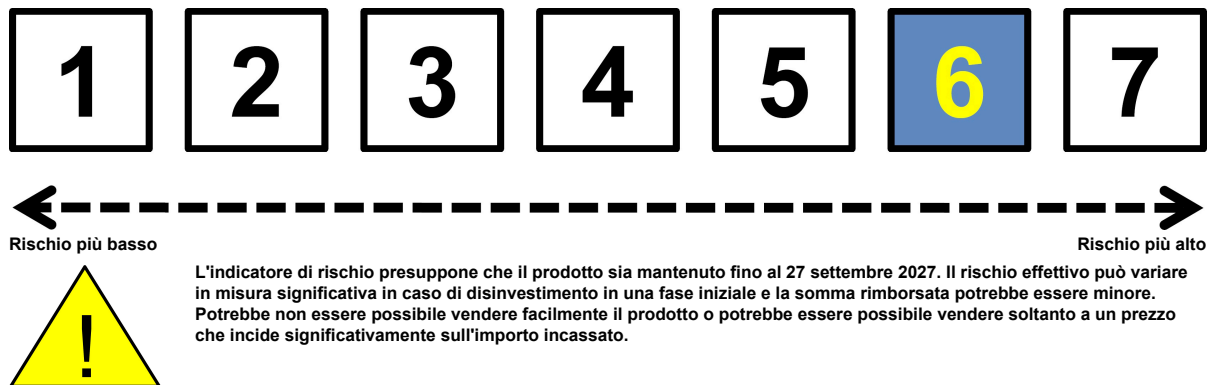 1 2 3 4 5 6 7
Rischio più basso Rischio più alto
L'indicatore di rischio presuppone che il prodotto sia mantenuto fino al 27 settembre 2027. Il rischio effettivo può variare
in misura significativa in caso di disinvestimento in una fase iniziale e la somma rimborsata potrebbe essere minore.
Potrebbe non essere possibile vendere facilmente il prodotto o potrebbe essere possibile vendere soltanto a un prezzo
che incide significativamente sull'importo incassato.
!